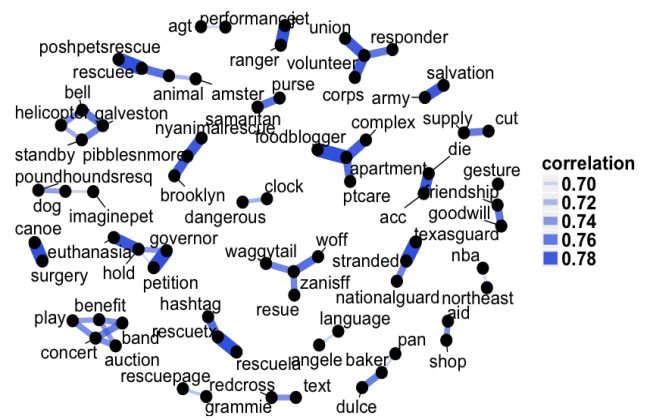 agt performance jet union responder
ranger volunteer
poshpetsrescue
rescuee animal amster corps army salvation
bell purse
helicopter galveston samaritan supply cut
nyanimalrescue foodblogger complex die
standby pibblesnmore apartment gesture
poundhoundsresq brooklyn ptcare friendship
dog imaginepet dangerous clock acc goodwill
canoe governor texasguard
euthanasia waggytail woff stranded nba
surgery hold petition zanisff
hashtag resue nationalguard northeast
benefit language aid
play rescuetx band pan
concert auction rescueld angele baker shop
rescuepage redcross text
grammie dulce
correlation
0.70
0.72
0.74
0.76
0.78